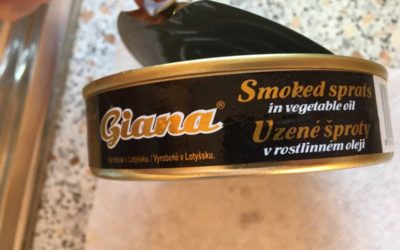 Giana®
Vyrobeno v Lotyšsku. / Vyrobené v Lotyšsku.
Smoked sprats
in vegetable oil
Uzené šproty
v rostlinném oleji